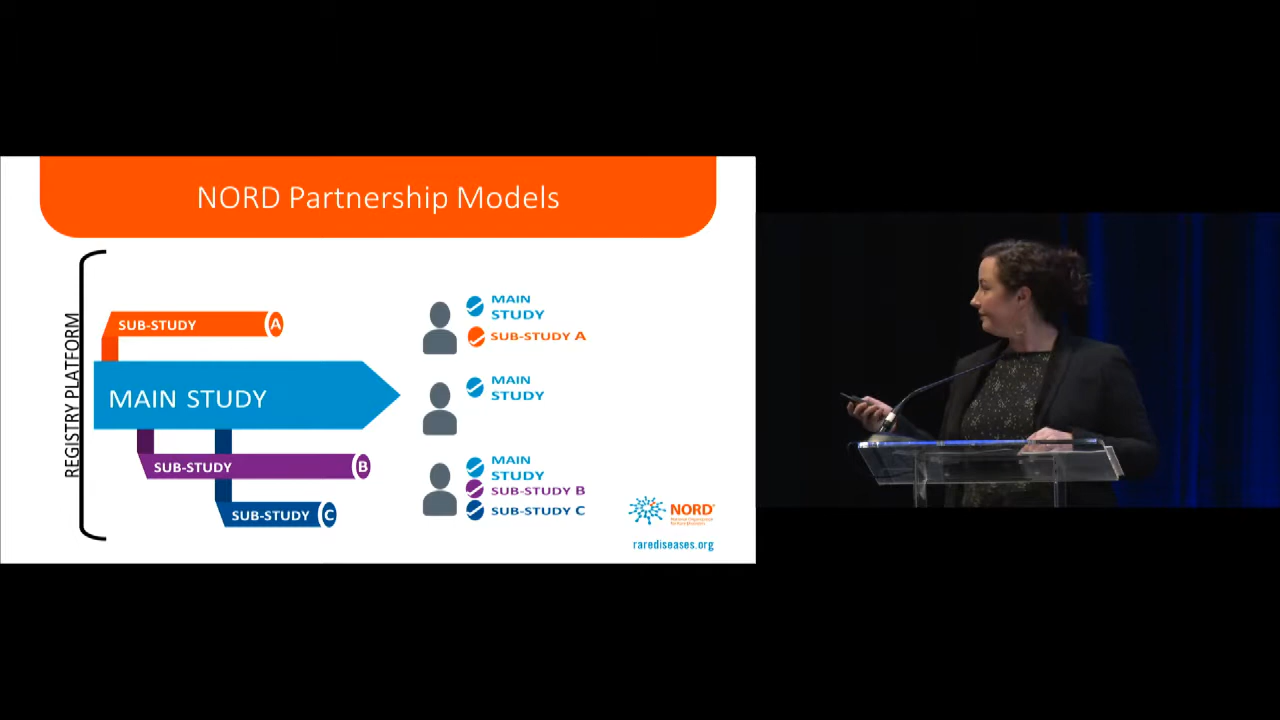 NORD Partnership Models
REGISTRY PLATFORM
SUB-STUDY A
MAIN STUDY
SUB-STUDY B
SUB-STUDY C
MAIN
STUDY
SUB-STUDY A
MAIN
STUDY
MAIN
STUDY
SUB-STUDY B
SUB-STUDY C
NORD
rarediseases.org